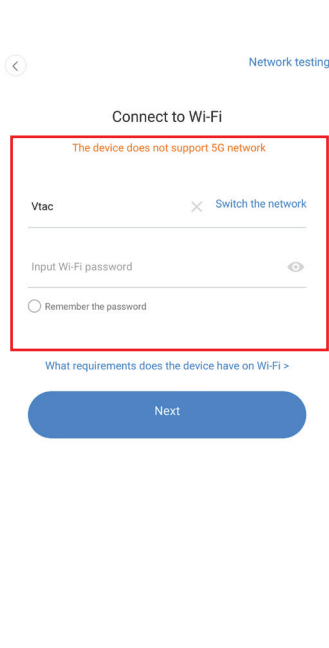 Network testing
Connect to Wi-Fi
The device does not support 5G network
Vtac
Switch the network
Input Wi-Fi password
Remember the password
What requirements does the device have on Wi-Fi >
Next